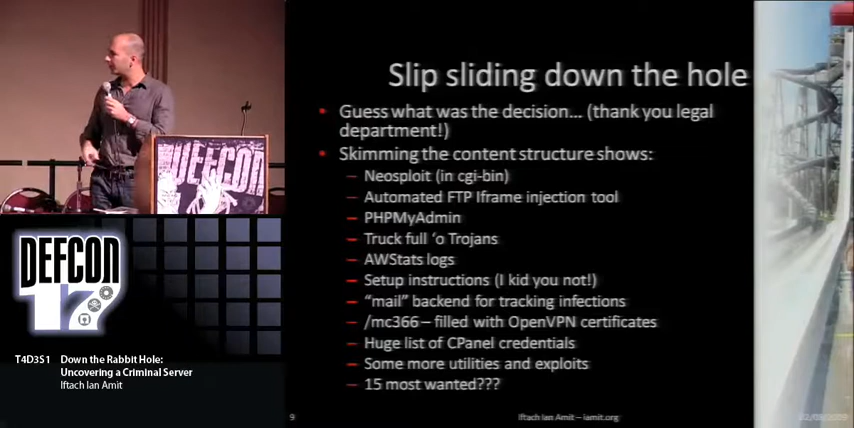 DEFCON
DEFCON
17
T4D3S1 Down the Rabbit Hole:
Uncovering a Criminal Server
Iftach Ian Amit
Slip sliding down the hole
• Guess what was the decision... (thank you legal
department!)
• Skimming the content structure shows:
– Neosploit (in cgi-bin)
– Automated FTP Iframe injection tool
– PHPMyAdmin
– Truck full ‘o Trojans
– AWStats logs
– Setup instructions (I kid you not!)
– “mail” backend for tracking infections
– /mc366 – filled with OpenVPN certificates
– Huge list of CPanel credentials
– Some more utilities and exploits
– 15 most wanted???
9
Iftach Ian Amit – iamit.org